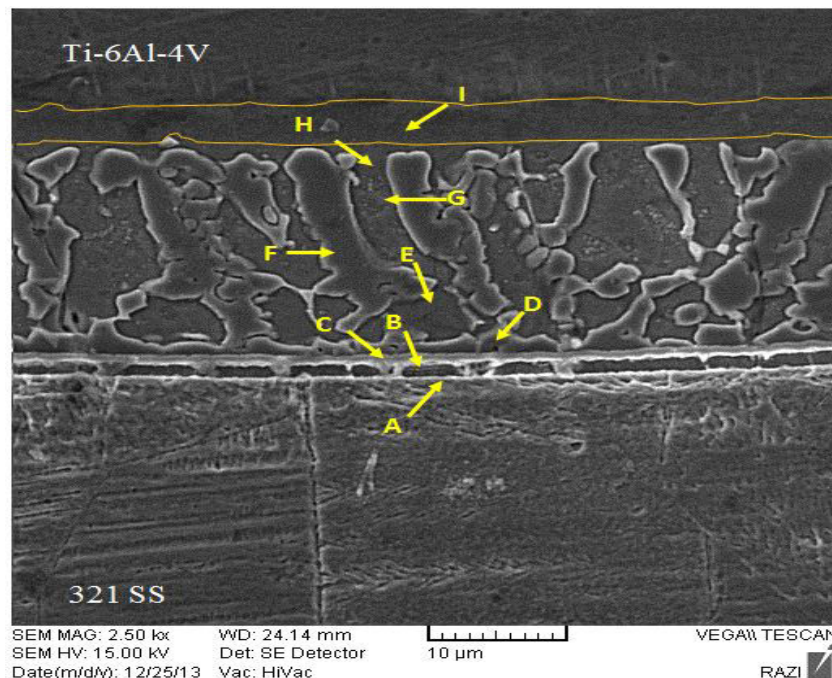 Ti-6Al-4V
I
H
G
F
E
D
C
B
A
321 SS
SEM MAG: 2.50 kx WD: 24.14 mm VEGA\\ TESCAN
SEM HV: 15.00 kV Det: SE Detector 10 µm
Date(m/d/y): 12/25/13 Vac: HiVac RAZI